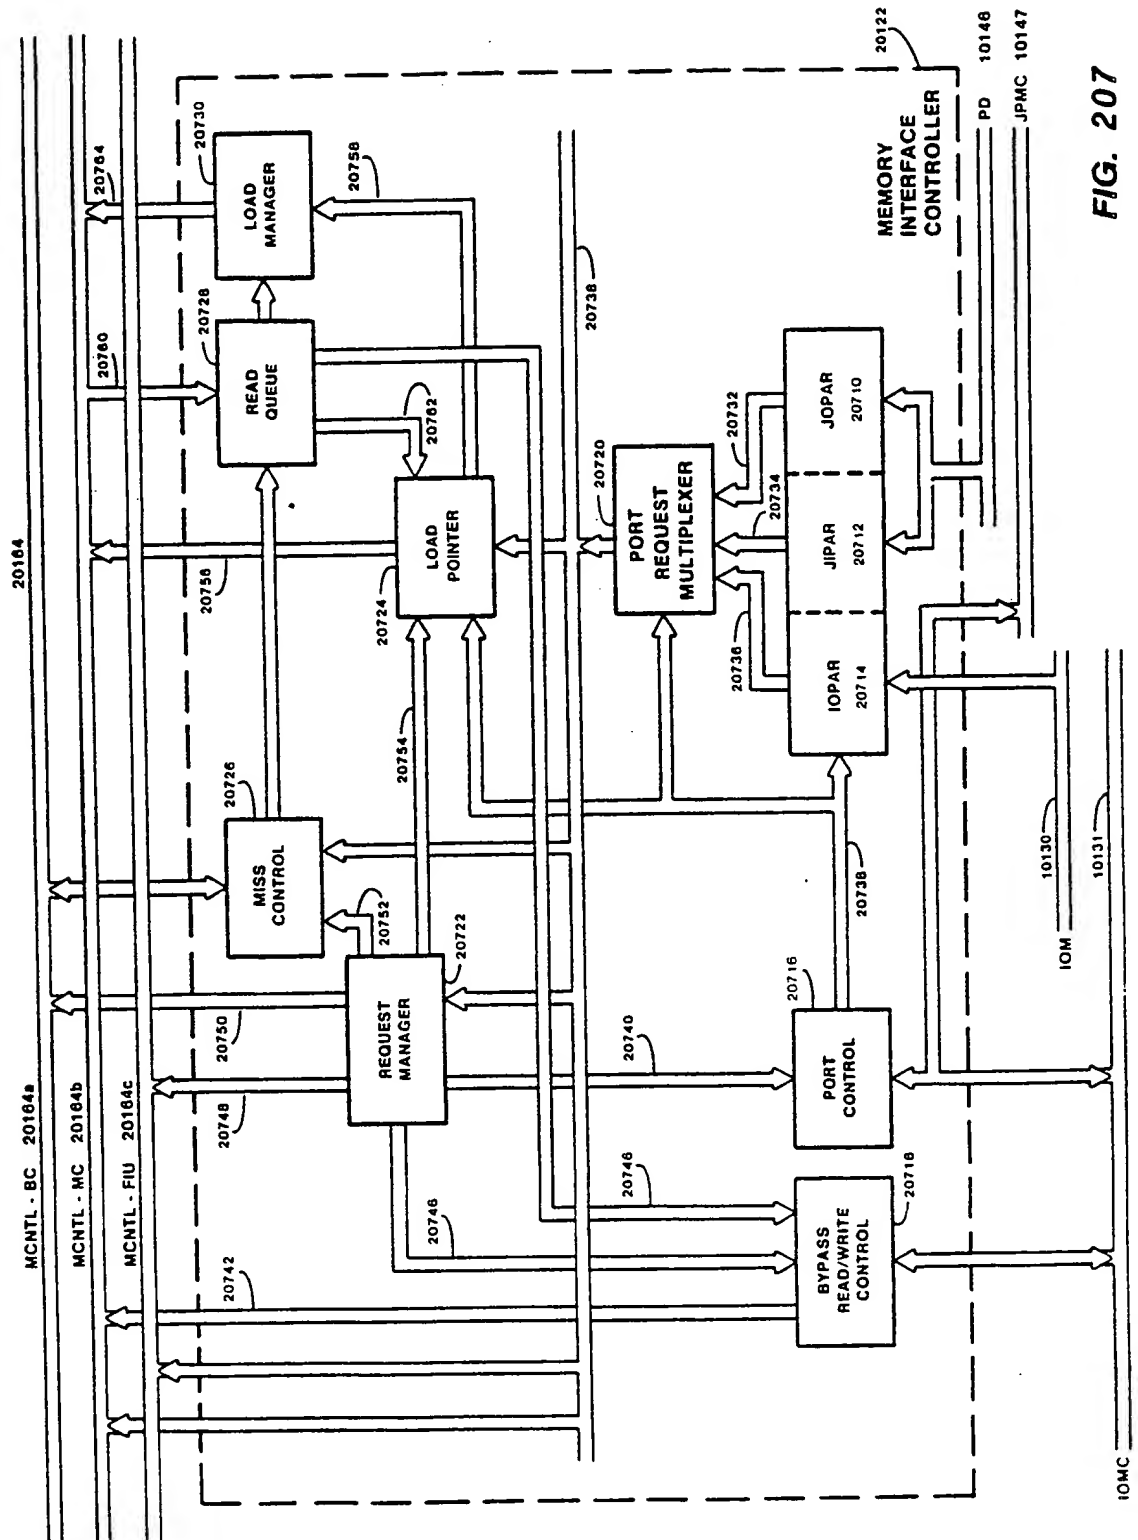 20164
MCNTL - BC 20164a
MCNTL - MC 20164b
MCNTL - FIU 20164c
20742
20748
20750
20756
20760
20764
MISS
CONTROL
20726
READ
QUEUE
20728
LOAD
MANAGER
20730
20752
20754
20762
20758
REQUEST
MANAGER
20722
LOAD
POINTER
20724
20746
20746
20740
20738
PORT
REQUEST
MULTIPLEXER
20720
20736
20734
20732
BYPASS
READ/WRITE
CONTROL
20718
PORT
CONTROL
20716
20738
IOPAR
20714
JIPAR
20712
JOPAR
20710
MEMORY
INTERFACE
CONTROLLER
20122
PD 10146
JPMC 10147
IOM
10130
IOMC
10131
FIG. 207